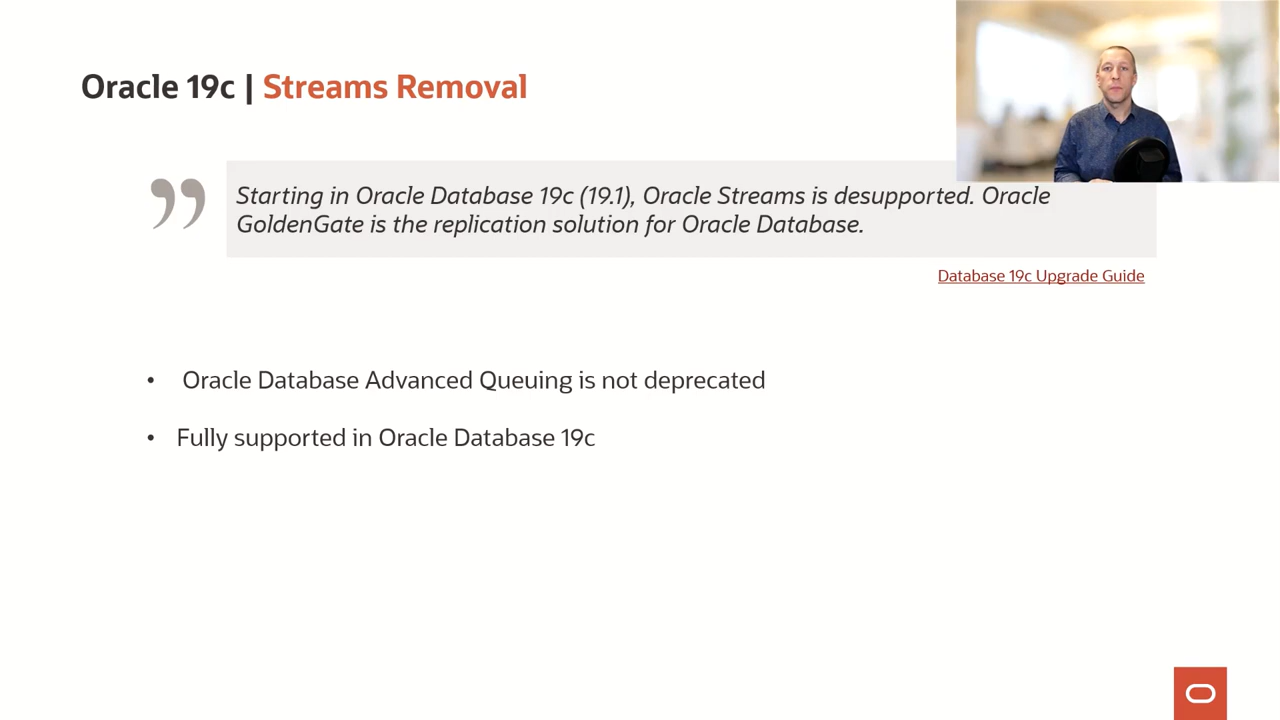 Oracle 19c | Streams Removal
Starting in Oracle Database 19c (19.1), Oracle Streams is desupported. Oracle
GoldenGate is the replication solution for Oracle Database.
Database 19c Upgrade Guide
• Oracle Database Advanced Queuing is not deprecated
• Fully supported in Oracle Database 19c